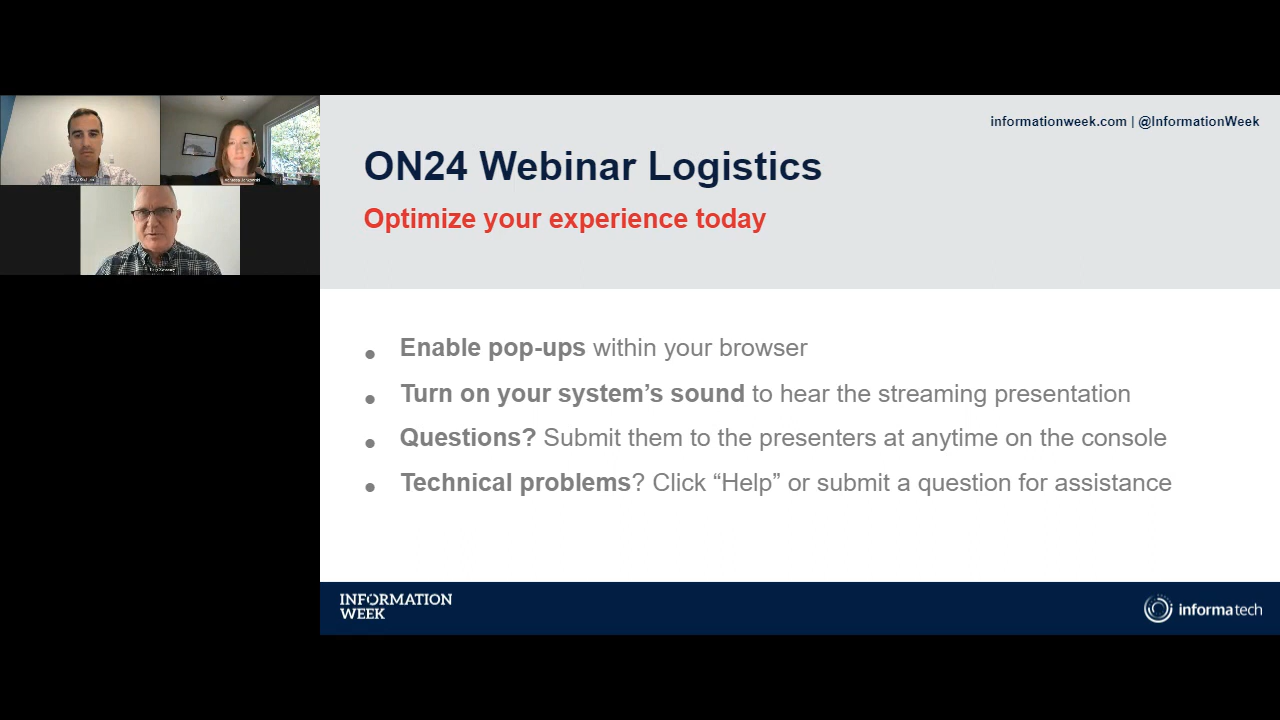 informationweek.com | @InformationWeek
ON24 Webinar Logistics
Optimize your experience today
• Enable pop-ups within your browser
• Turn on your system’s sound to hear the streaming presentation
• Questions? Submit them to the presenters at anytime on the console
• Technical problems? Click “Help” or submit a question for assistance
INFORMATION
WEEK
informa tech